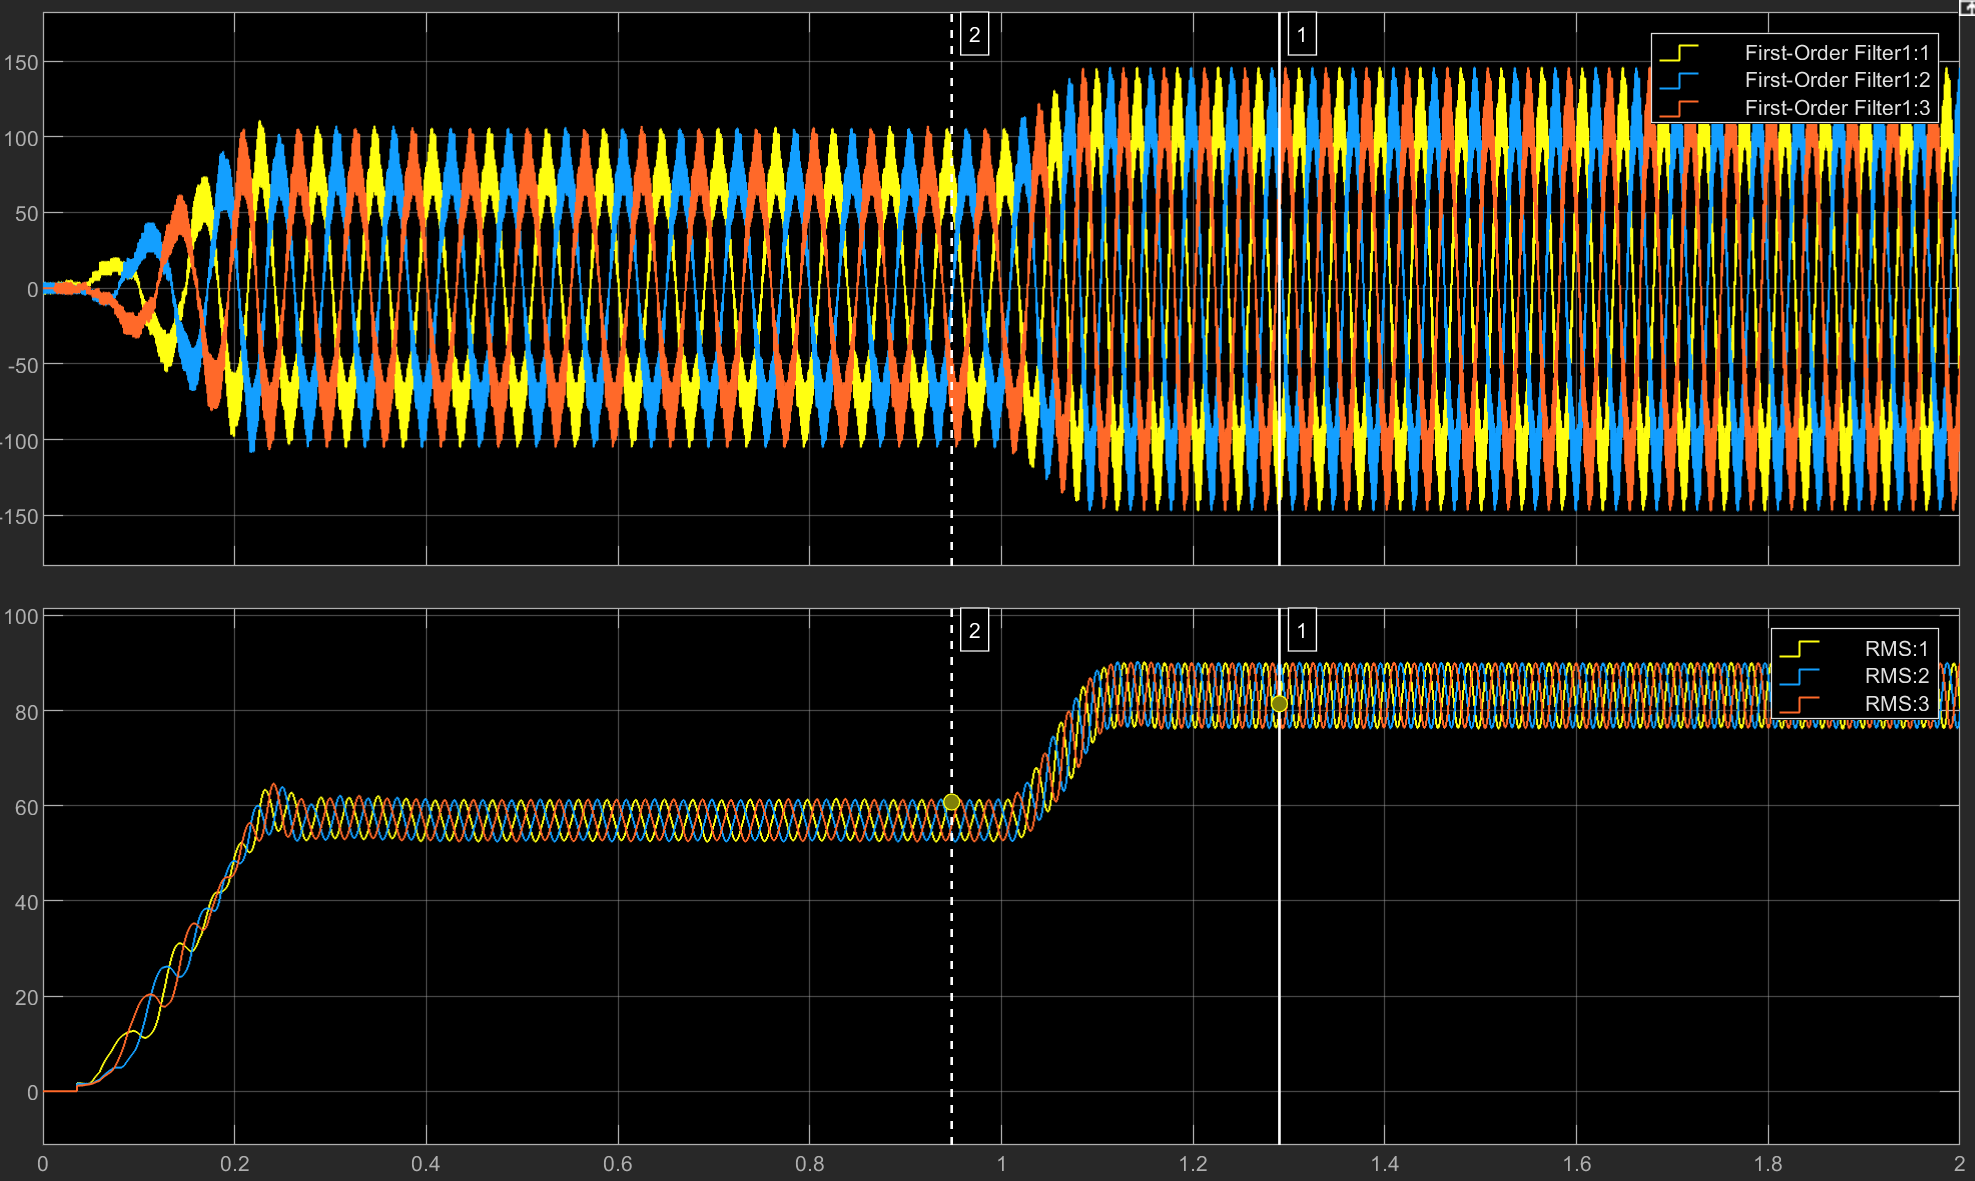 2
1
150
100
50
0
-50
-100
-150
First-Order Filter1:1
First-Order Filter1:2
First-Order Filter1:3
2
1
100
80
60
40
20
0
RMS:1
RMS:2
RMS:3
0 0.2 0.4 0.6 0.8 1 1.2 1.4 1.6 1.8 2